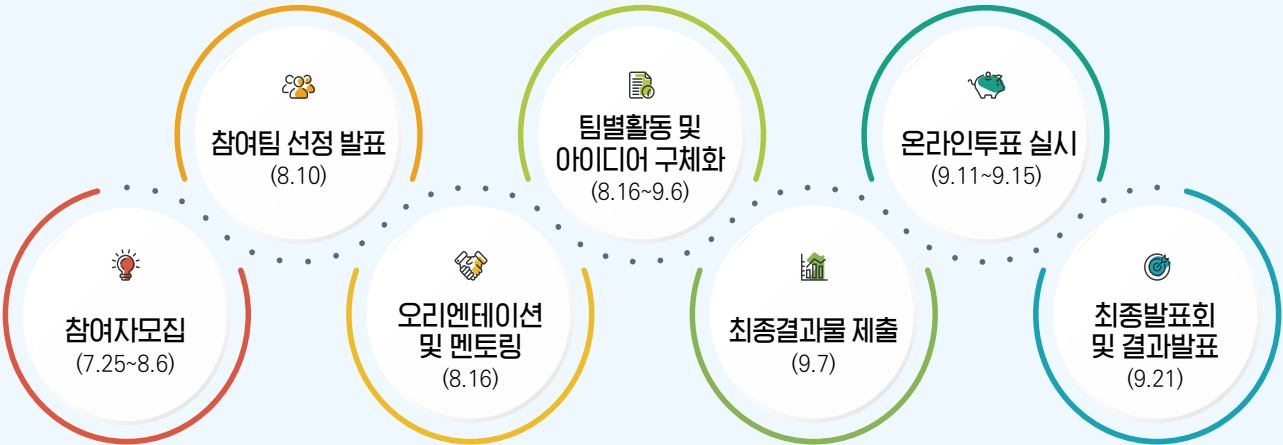 참여자모집
(7.25~8.6)
참여팀 선정 발표
(8.10)
오리엔테이션
및 멘토링
(8.16)
팀별활동 및
아이디어 구체화
(8.16~9.6)
최종결과물 제출
(9.7)
온라인투표 실시
(9.11~9.15)
최종발표회
및 결과발표
(9.21)